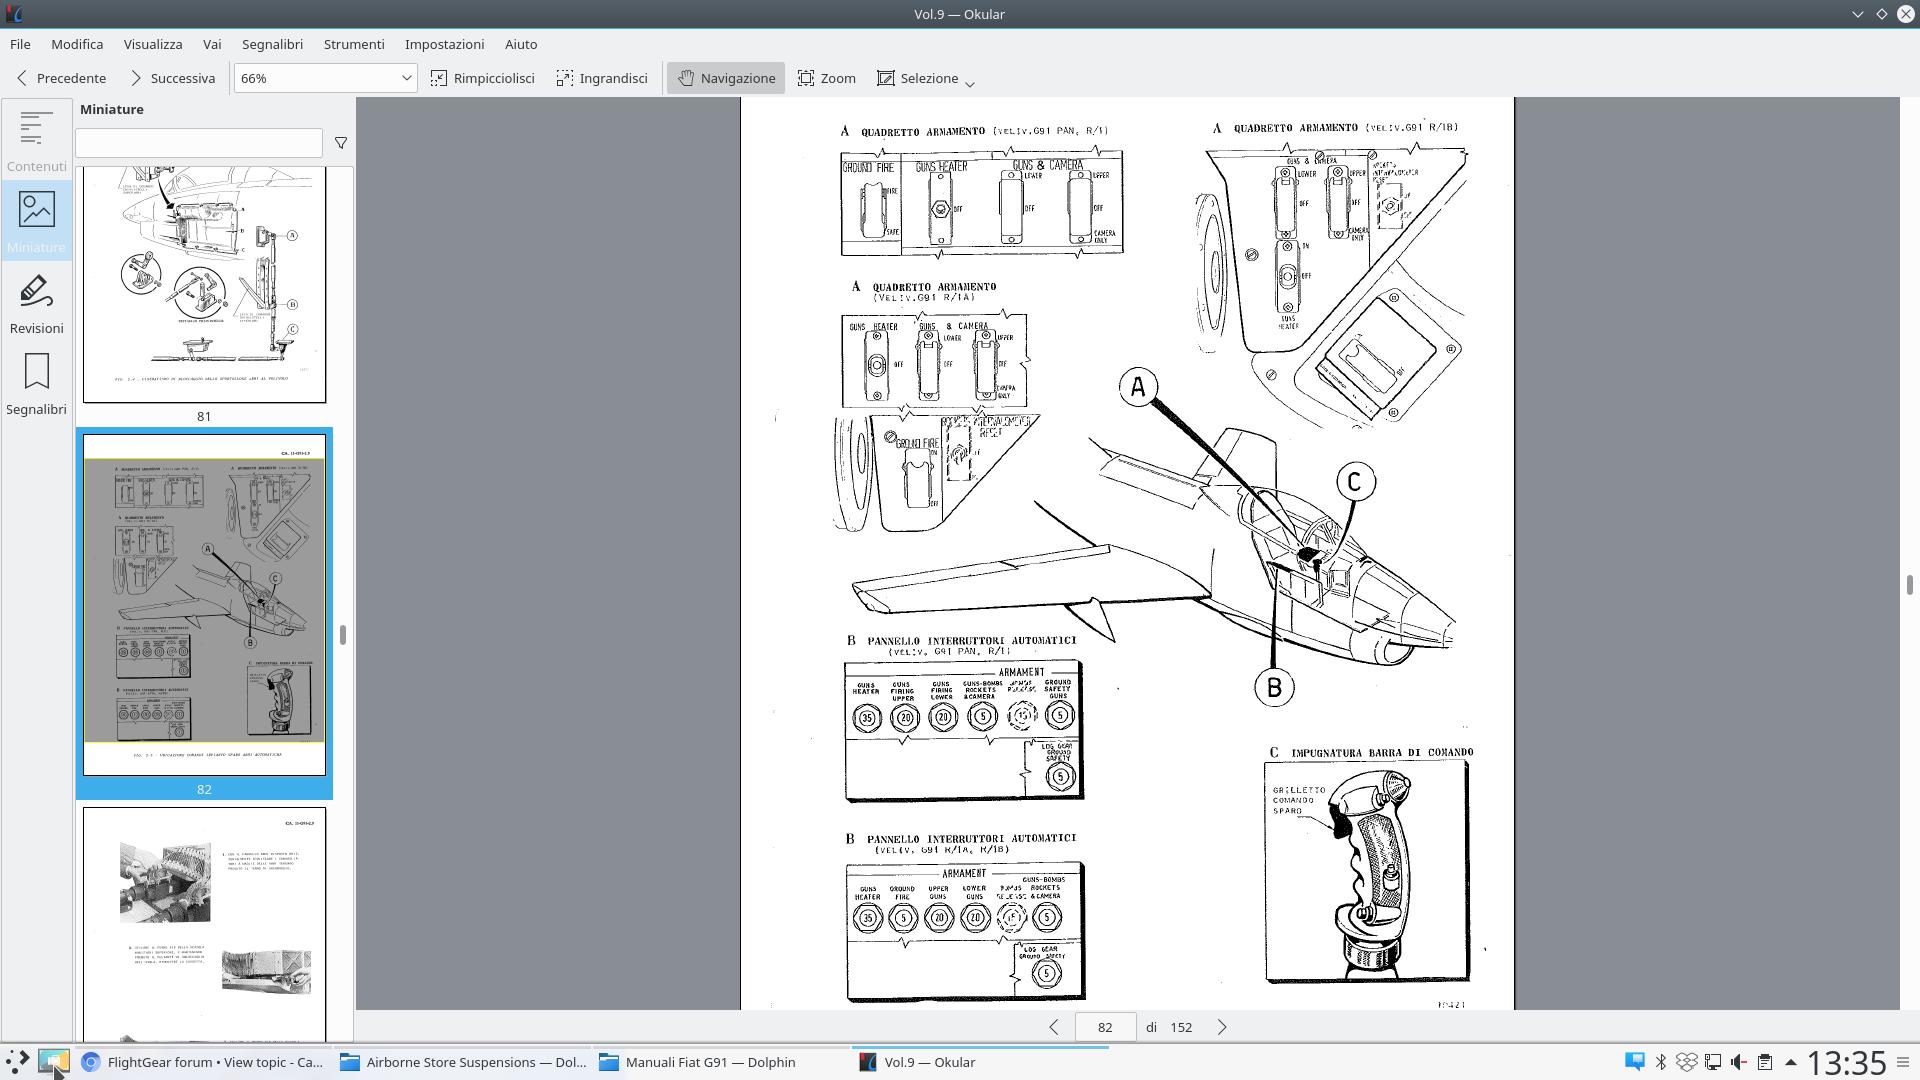 Vol.9 — Okular
File Modifica Visualizza Vai Segnalibri Strumenti Impostazioni Aiuto
Precedente Successiva 66% Rimpicciolisci Ingrandisci Navigazione Zoom Selezione
Miniature
Contenuti
Miniature
Revisioni
Segnalibri
81
82
A QUADRETTO ARMAMENTO (VELIV.G91 PAN, R/1)
GROUND FIRE
FIRE
SAFE
GUNS HEATER
OFF
GUNS & CAMERA
LOWER
OFF
UPPER
OFF
CAMERA
ONLY
A QUADRETTO ARMAMENTO (VELIV.G91 R/1B)
GUNS & CAMERA
LOWER
OFF
UPPER
OFF
CAMERA
ONLY
ON
OFF
GUNS
HEATER
A QUADRETTO ARMAMENTO
(VELIV.G91 R/1A)
GUNS HEATER
OFF
GUNS & CAMERA
LOWER
OFF
UPPER
OFF
CAMERA
ONLY
GROUND FIRE
ON
OFF
ROCKETS INTERVALOMETER
RESET
A
C
B
B PANNELLO INTERRUTTORI AUTOMATICI
(VELIV. G91 PAN, R/1)
ARMAMENT
GUNS
HEATER
35
GUNS
FIRING
UPPER
20
GUNS
FIRING
LOWER
20
GUNS-BOMBS
ROCKETS
& CAMERA
5
GROUND
SAFETY
GUNS
5
LDG GEAR
GROUND
SAFETY
5
B PANNELLO INTERRUTTORI AUTOMATICI
(VELIV. G91 R/1A, R/1B)
ARMAMENT
GUNS
HEATER
35
GROUND
FIRE
5
UPPER
GUNS
20
LOWER
GUNS
20
GUNS-BOMBS
ROCKETS
& CAMERA
5
LDG GEAR
GROUND SAFETY
5
C IMPUGNATURA BARRA DI COMANDO
GRILLETTO
COMANDO
SPARO
82 di 152
FlightGear forum • View topic - Ca... Airborne Store Suspensions — Dol... Manuali Fiat G91 — Dolphin Vol.9 — Okular 13:35